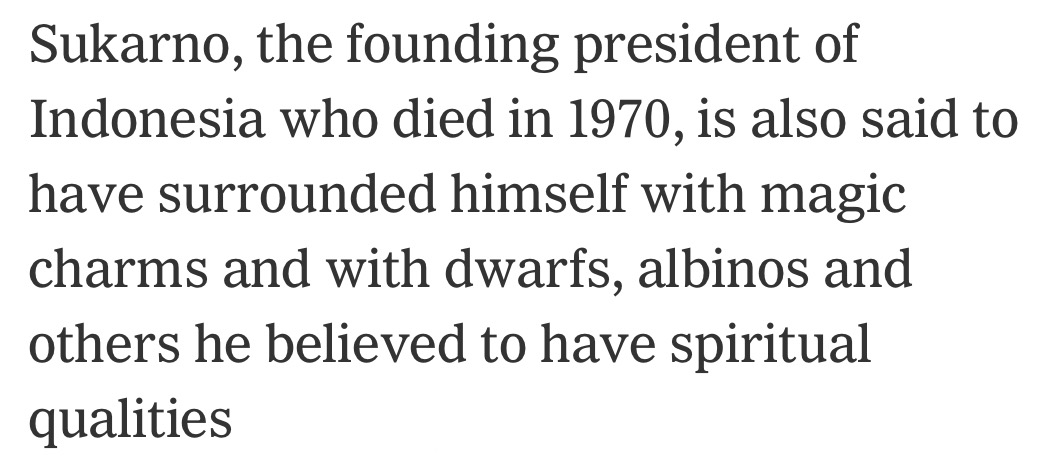 Sukarno, the founding president of
Indonesia who died in 1970, is also said to
have surrounded himself with magic
charms and with dwarfs, albinos and
others he believed to have spiritual
qualities